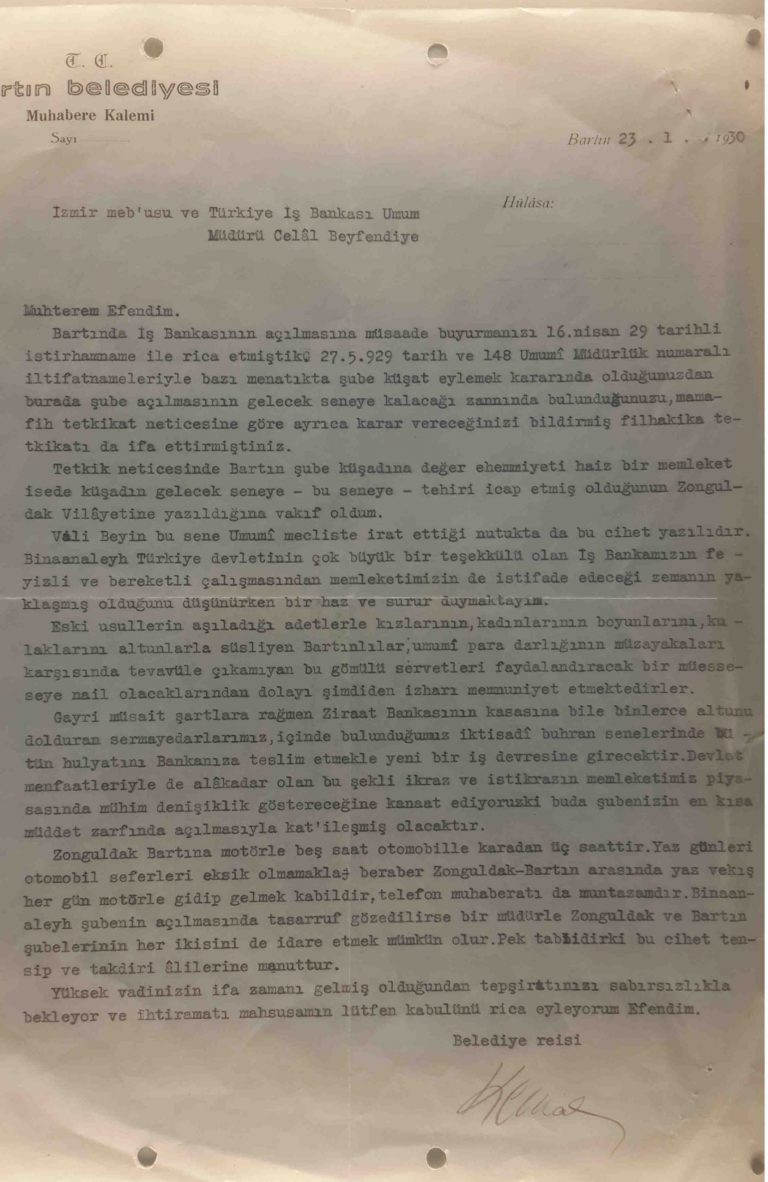 T. C.
rtın belediyesi
Muhabere Kalemi
Sayı
Bartın 23 . 1 . . 1930
Hülâsa:
İzmir meb'usu ve Türkiye İş Bankası Umum
Müdürü Celâl Beyfendiye
Muhterem Efendim.
Bartında İş Bankasının açılmasına müsaade buyurmanızı 16.nisan 29 tarihli
istirhamname ile rica etmiştik 27.5.929 tarih ve 148 Umumî Müdürlük numaralı
iltifatnameleriyle bazı menatıkta şube küşat eylemek kararında olduğunuzdan
burada şube açılmasının gelecek seneye kalacağı zannında bulunduğunuzu,mama-
fih tetkikat neticesine göre ayrıca karar vereceğinizi bildirmiş filhakika te-
tkikatı da ifa ettirmiştiniz.
Tetkik neticesinde Bartın şube küşadına değer ehemmiyeti haiz bir memleket
isede küşadın gelecek seneye - bu seneye - tehiri icap etmiş olduğunun Zongul-
dak Vilâyetine yazıldığına vakıf oldum.
Vâli Beyin bu sene Umumî mecliste irat ettiği nutukta da bu cihet yazılıdır.
Binaanaleyh Türkiye devletinin çok büyük bir teşekkülü olan İş Bankamızın fe -
yizli ve bereketli çalışmasından memleketimizin de istifade edeceği zemanın ya-
klaşmış olduğunu düşünürken bir haz ve surur duymaktayım.
Eski usullerin aşıladığı adetlerle kızlarının,kadınlarının boyunlarını,ku -
laklarını altunlarla süsliyen Bartınlılar,umumî para darlığının müzayakaları
karşısında tevavüle çıkamıyan bu gömülü servetleri faydalandıracak bir müesse-
seye nail olacaklarından dolayı şimdiden izharı memnuniyet etmektedirler.
Gayri müsait şartlara rağmen Ziraat Bankasının kasasına bile binlerce altunu
dolduran sermayedarlarımız,içinde bulunduğumuz iktisadî buhran senelerinde bü -
tün hulyatını Bankanıza teslim etmekle yeni bir iş devresine girecektir.Devlet
menfaatleriyle de alâkadar olan bu şekli ikraz ve istikrazın memleketimiz piya-
sasında mühim denişiklik göstereceğine kanaat ediyoruzki buda şubenizin en kısa
müddet zarfında açılmasıyla kat'ileşmiş olacaktır.
Zonguldak Bartına motörle beş saat otomobille karadan üç saattir.Yaz günleri
otomobil seferleri eksik olmamakla beraber Zonguldak-Bartın arasında yaz vekış
her gün motörle gidip gelmek kabildir,telefon muhaberatı da muntazamdır.Binaan-
aleyh şubenin açılmasında tasarruf gözedilirse bir müdürle Zonguldak ve Bartın
şubelerinin her ikisini de idare etmek mümkün olur.Pek tabiidirki bu cihet ten-
sip ve takdiri âlilerine manuttur.
Yüksek vadinizin ifa zamanı gelmiş olduğundan tepşiratınızı sabırsızlıkla
bekleyor ve ihtiramatı mahsusamın lütfen kabulünü rica eyleyorum Efendim.
Belediye reisi
Kemal